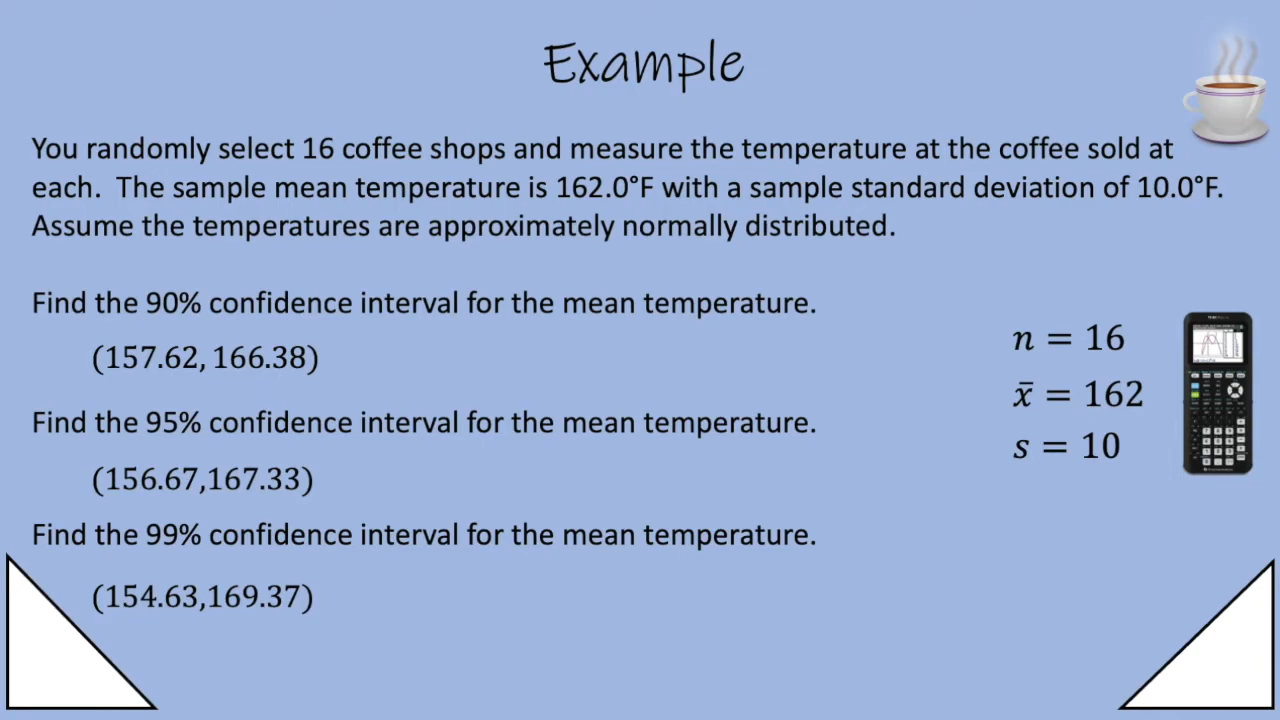 Example
You randomly select 16 coffee shops and measure the temperature at the coffee sold at
each. The sample mean temperature is 162.0°F with a sample standard deviation of 10.0°F.
Assume the temperatures are approximately normally distributed.
Find the 90% confidence interval for the mean temperature.
(157.62, 166.38)
Find the 95% confidence interval for the mean temperature.
(156.67,167.33)
Find the 99% confidence interval for the mean temperature.
(154.63,169.37)
n = 16
x̄ = 162
s = 10